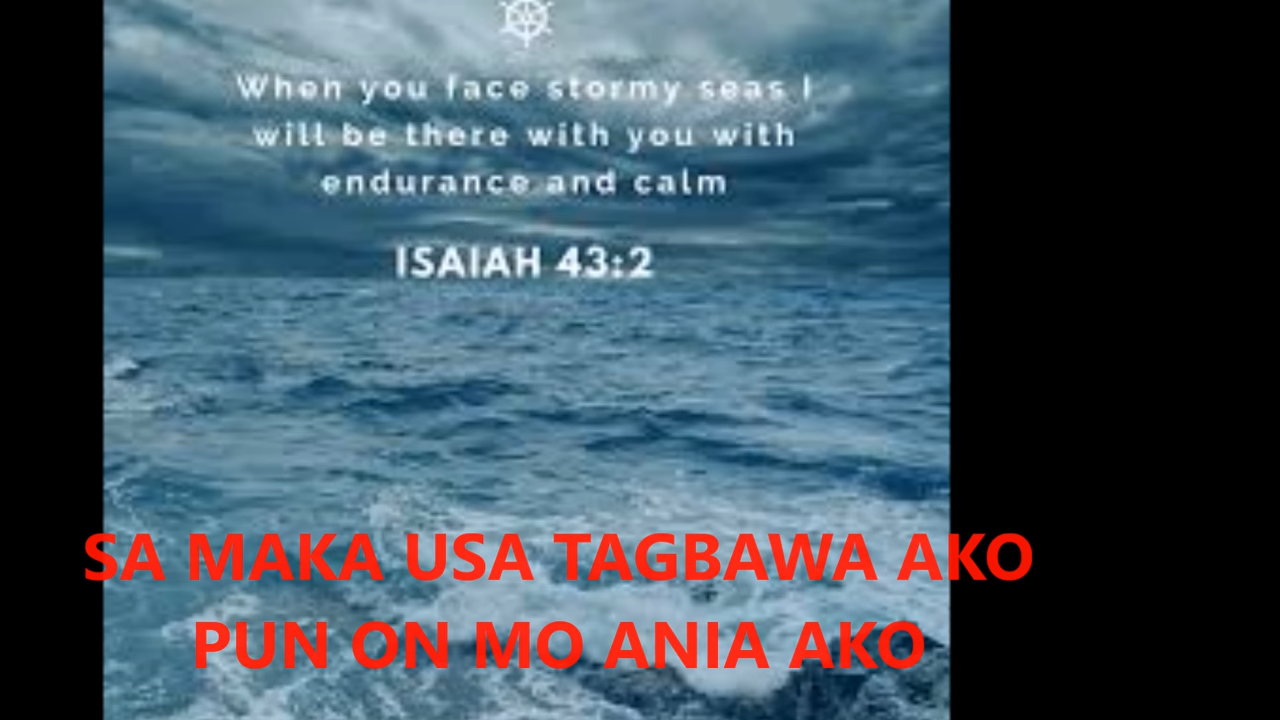 When you face stormy seas I
will be there with you with
endurance and calm
ISAIAH 43:2
SA MAKA USA TAGBAWA AKO
PUN ON MO ANIA AKO